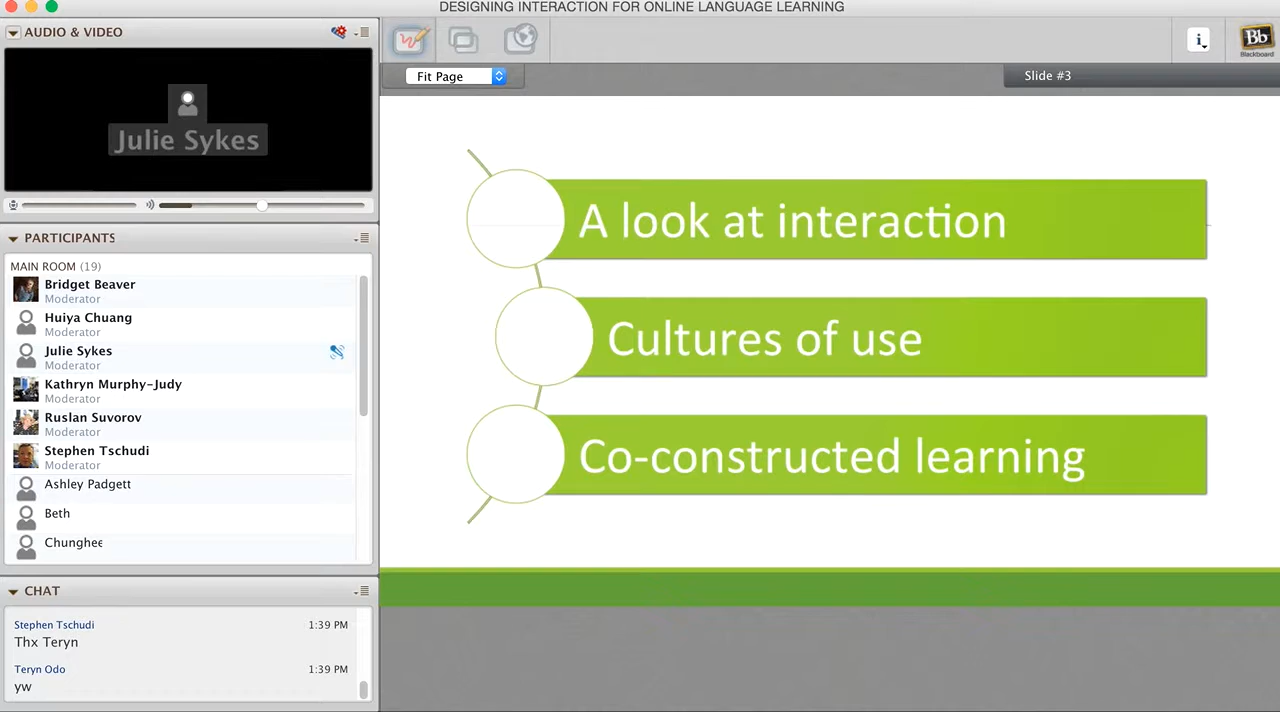 DESIGNING INTERACTION FOR ONLINE LANGUAGE LEARNING
AUDIO & VIDEO
Julie Sykes
PARTICIPANTS
MAIN ROOM (19)
Bridget Beaver
Moderator
Huiya Chuang
Moderator
Julie Sykes
Moderator
Kathryn Murphy-Judy
Moderator
Ruslan Suvorov
Moderator
Stephen Tschudi
Moderator
Ashley Padgett
Beth
Chunghee
CHAT
Stephen Tschudi 1:39 PM
Thx Teryn
Teryn Odo 1:39 PM
yw
Fit Page
Slide #3
i
Bb
Blackboard
A look at interaction
Cultures of use
Co-constructed learning